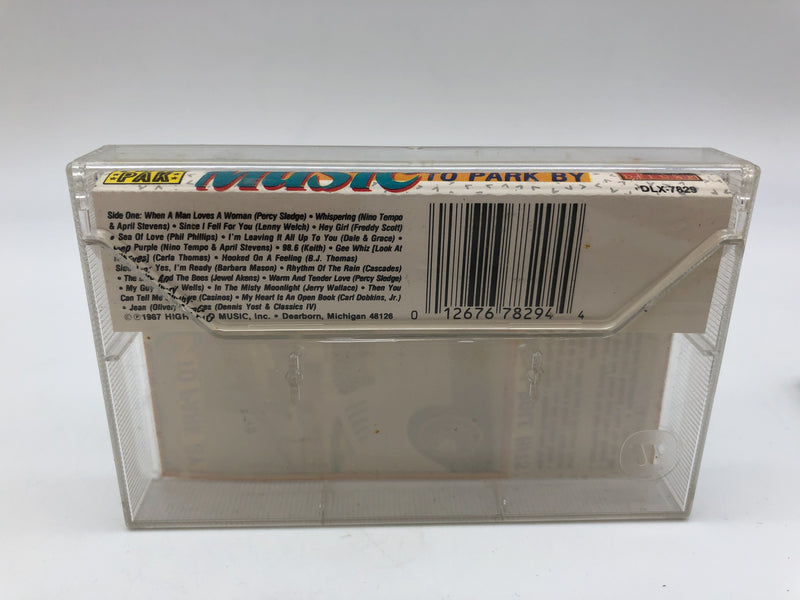 PAK
Music TO PARK BY
DLX-7829
Side One: When A Man Loves A Woman (Percy Sledge) • Whispering (Nino Tempo
& April Stevens) • Since I Fell For You (Lenny Welch) • Hey Girl (Freddy Scott)
• Sea Of Love (Phil Phillips) • I'm Leaving It All Up To You (Dale & Grace) •
Purple (Nino Tempo & April Stevens) • 98.6 (Keith) • Gee Whiz [Look At
(Carla Thomas) • Hooked On A Feeling (B.J. Thomas)
Side Yes, I'm Ready (Barbara Mason) • Rhythm Of The Rain (Cascades)
• The And The Bees (Jewel Akens) • Warm And Tender Love (Percy Sledge)
• My Guy Wells) • In The Misty Moonlight (Jerry Wallace) • Then You
Can Tell Me (Casinos) • My Heart Is An Open Book (Carl Dobkins, Jr.)
• Jean (Oliver) (Dennis Yost & Classics IV)
©℗1987 HIGH MUSIC, Inc. • Dearborn, Michigan 48126
0 12676 78294 4